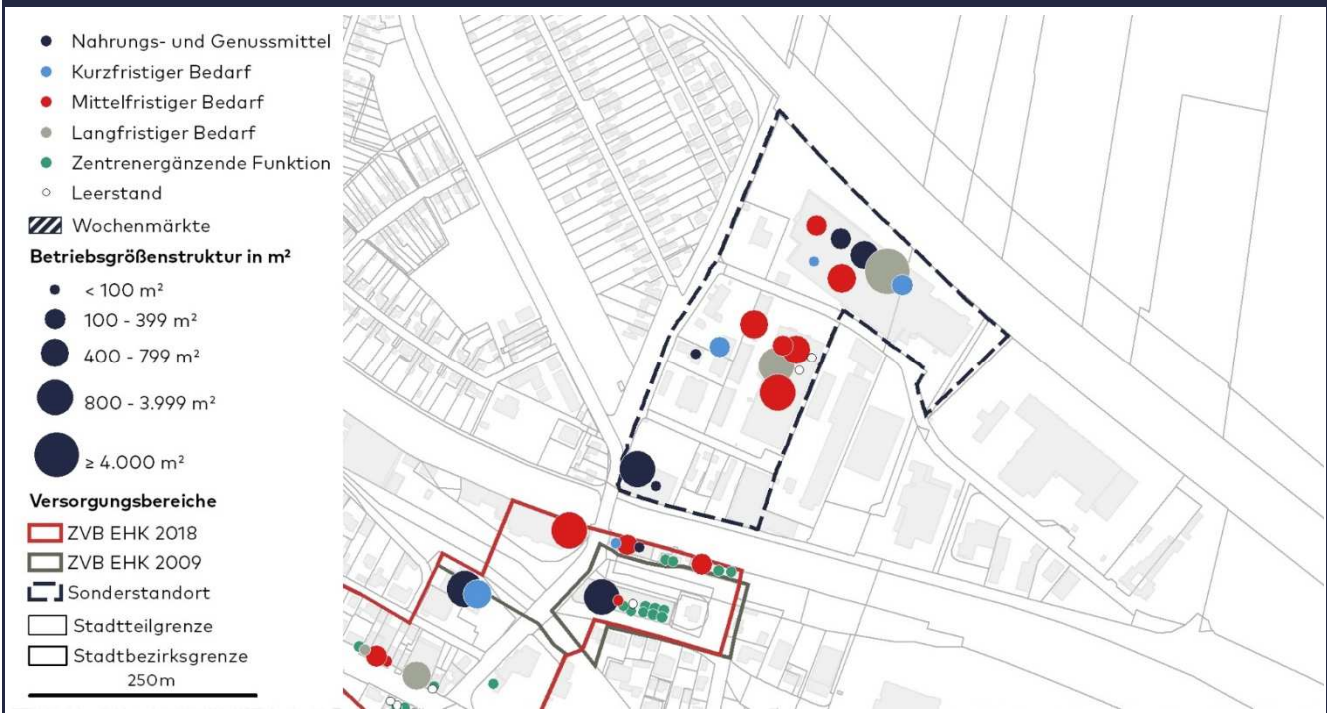 Nahrungs- und Genussmittel
Kurzfristiger Bedarf
Mittelfristiger Bedarf
Langfristiger Bedarf
Zentrenergänzende Funktion
Leerstand
Wochenmärkte
Betriebsgrößenstruktur in m²
< 100 m²
100 - 399 m²
400 - 799 m²
800 - 3.999 m²
≥ 4.000 m²
Versorgungsbereiche
ZVB EHK 2018
ZVB EHK 2009
Sonderstandort
Stadtteilgrenze
Stadtbezirksgrenze
250m